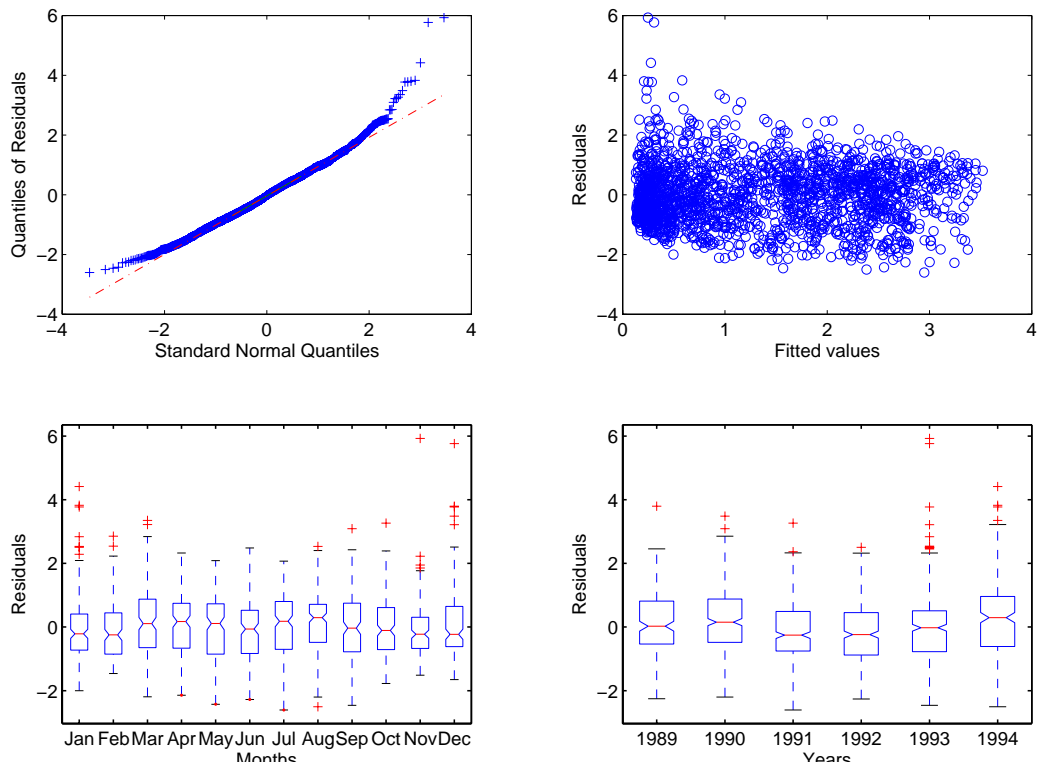 6
4
2
0
−2
−4
−4 −2 0 2 4
Quantiles of Residuals
Standard Normal Quantiles
6
4
2
0
−2
−4
0 1 2 3 4
Residuals
Fitted values
6
4
2
0
−2
Jan Feb Mar Apr May Jun Jul Aug Sep Oct Nov Dec
Residuals
Months
6
4
2
0
−2
1989 1990 1991 1992 1993 1994
Residuals
Years